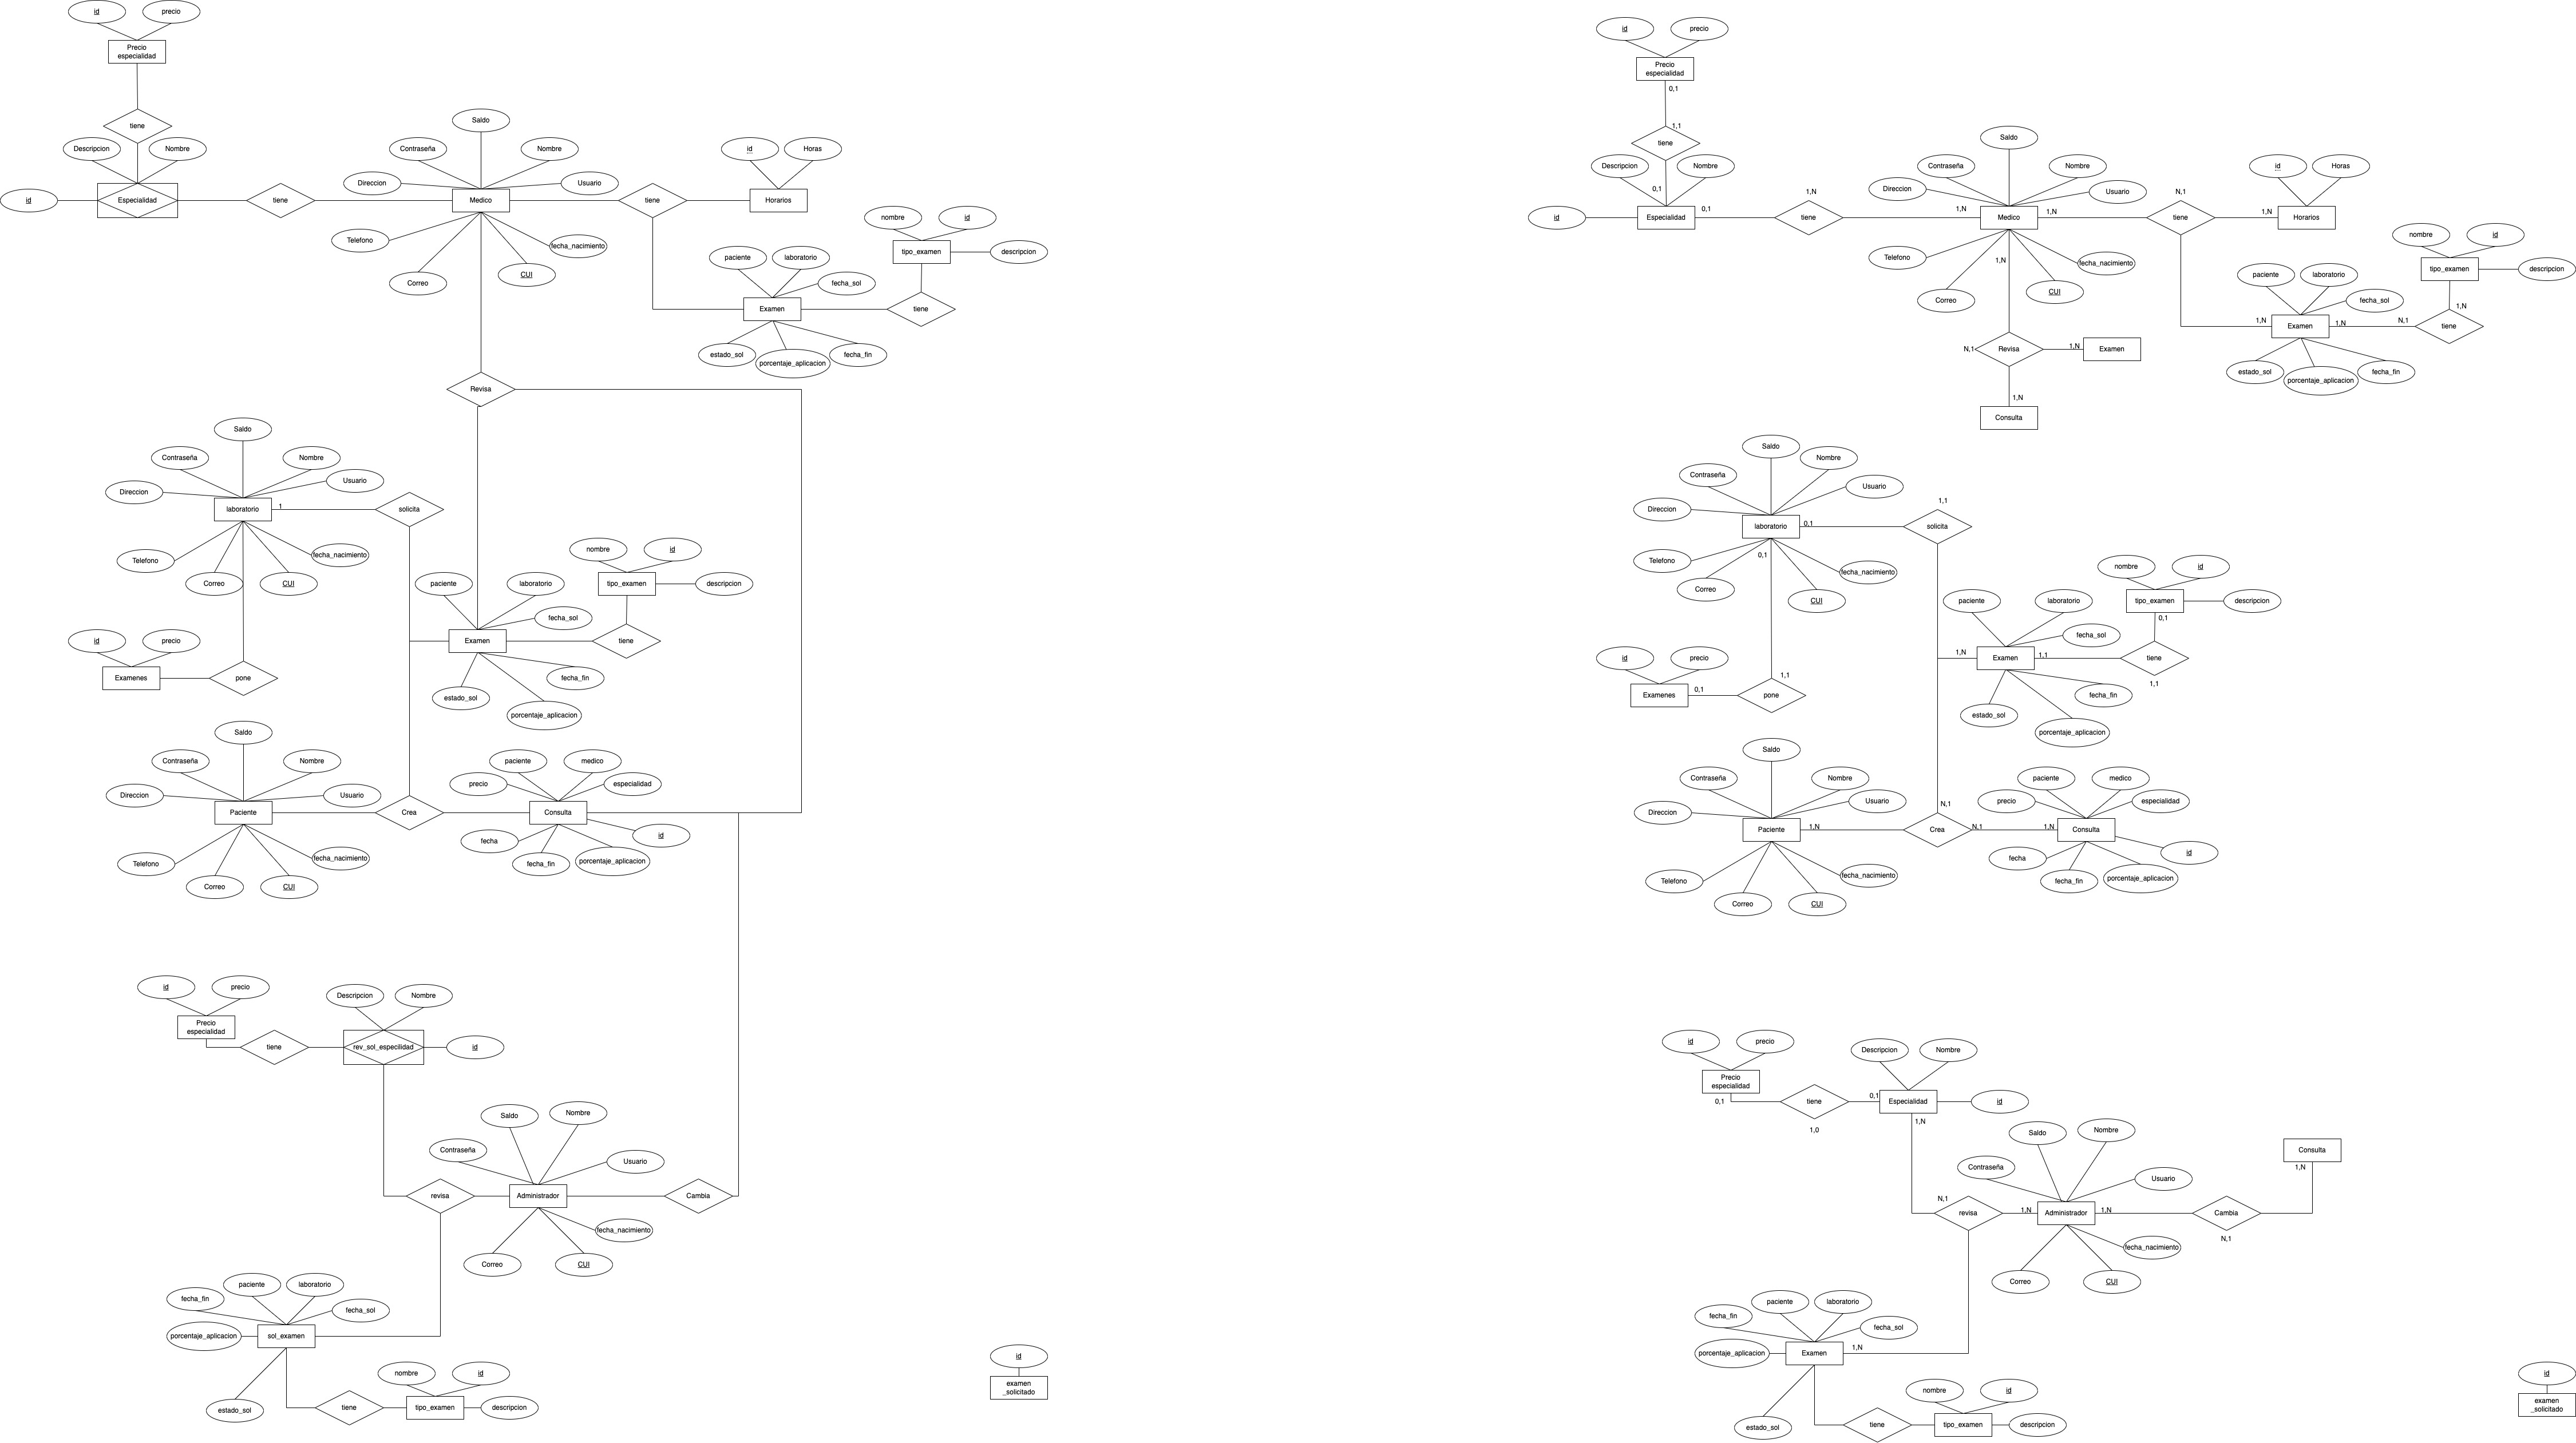 id
precio
Precio
especialidad
tiene
Descripcion
Nombre
id
Especialidad
tiene
Saldo
Contraseña
Nombre
Direccion
Usuario
Medico
Telefono
fecha_nacimiento
Correo
CUI
tiene
id
Horas
Horarios
nombre
id
tipo_examen
descripcion
paciente
laboratorio
fecha_sol
Examen
tiene
estado_sol
porcentaje_aplicacion
fecha_fin
Revisa
Saldo
Contraseña
Nombre
Direccion
Usuario
laboratorio
1
solicita
Telefono
fecha_nacimiento
Correo
CUI
id
precio
Examenes
pone
nombre
id
paciente
laboratorio
tipo_examen
descripcion
fecha_sol
Examen
tiene
fecha_fin
estado_sol
porcentaje_aplicacion
Saldo
Contraseña
Nombre
Direccion
Usuario
Paciente
Crea
Telefono
fecha_nacimiento
Correo
CUI
paciente
medico
precio
especialidad
Consulta
id
fecha
fecha_fin
porcentaje_aplicacion
id
precio
Precio
especialidad
tiene
Descripcion
Nombre
rev_sol_especilidad
id
Saldo
Nombre
Contraseña
Usuario
revisa
Administrador
Cambia
fecha_nacimiento
Correo
CUI
paciente
laboratorio
fecha_fin
fecha_sol
porcentaje_aplicacion
sol_examen
estado_sol
tiene
nombre
id
tipo_examen
descripcion
id
examen
_solicitado
id
precio
Precio
especialidad
0,1
1,1
tiene
Descripcion
Nombre
0,1
id
Especialidad
0,1
1,N
tiene
Saldo
Contraseña
Nombre
Direccion
Usuario
1,N
Medico
1,N
Telefono
1,N
fecha_nacimiento
Correo
CUI
N,1
tiene
id
Horas
1,N
Horarios
nombre
id
tipo_examen
descripcion
1,N
paciente
laboratorio
fecha_sol
1,N
Examen
1,N
N,1
tiene
estado_sol
porcentaje_aplicacion
fecha_fin
N,1
Revisa
1,N
Examen
1,N
Consulta
Saldo
Contraseña
Nombre
Direccion
Usuario
laboratorio
0,1
1,1
solicita
0,1
Telefono
fecha_nacimiento
Correo
CUI
id
precio
Examenes
0,1
1,1
pone
nombre
id
paciente
laboratorio
tipo_examen
descripcion
0,1
fecha_sol
1,N
Examen
1,1
tiene
1,1
fecha_fin
estado_sol
porcentaje_aplicacion
Saldo
Contraseña
Nombre
Direccion
Usuario
Paciente
1,N
N,1
Crea
N,1
1,N
Telefono
fecha_nacimiento
Correo
CUI
paciente
medico
precio
especialidad
Consulta
id
fecha
fecha_fin
porcentaje_aplicacion
id
precio
Precio
especialidad
0,1
tiene
1,0
Descripcion
Nombre
0,1
Especialidad
id
1,N
Saldo
Nombre
Contraseña
Usuario
N,1
revisa
1,N
Administrador
1,N
Cambia
N,1
Consulta
1,N
fecha_nacimiento
Correo
CUI
paciente
laboratorio
fecha_fin
fecha_sol
porcentaje_aplicacion
Examen
1,N
estado_sol
tiene
nombre
id
tipo_examen
descripcion
id
examen
_solicitado